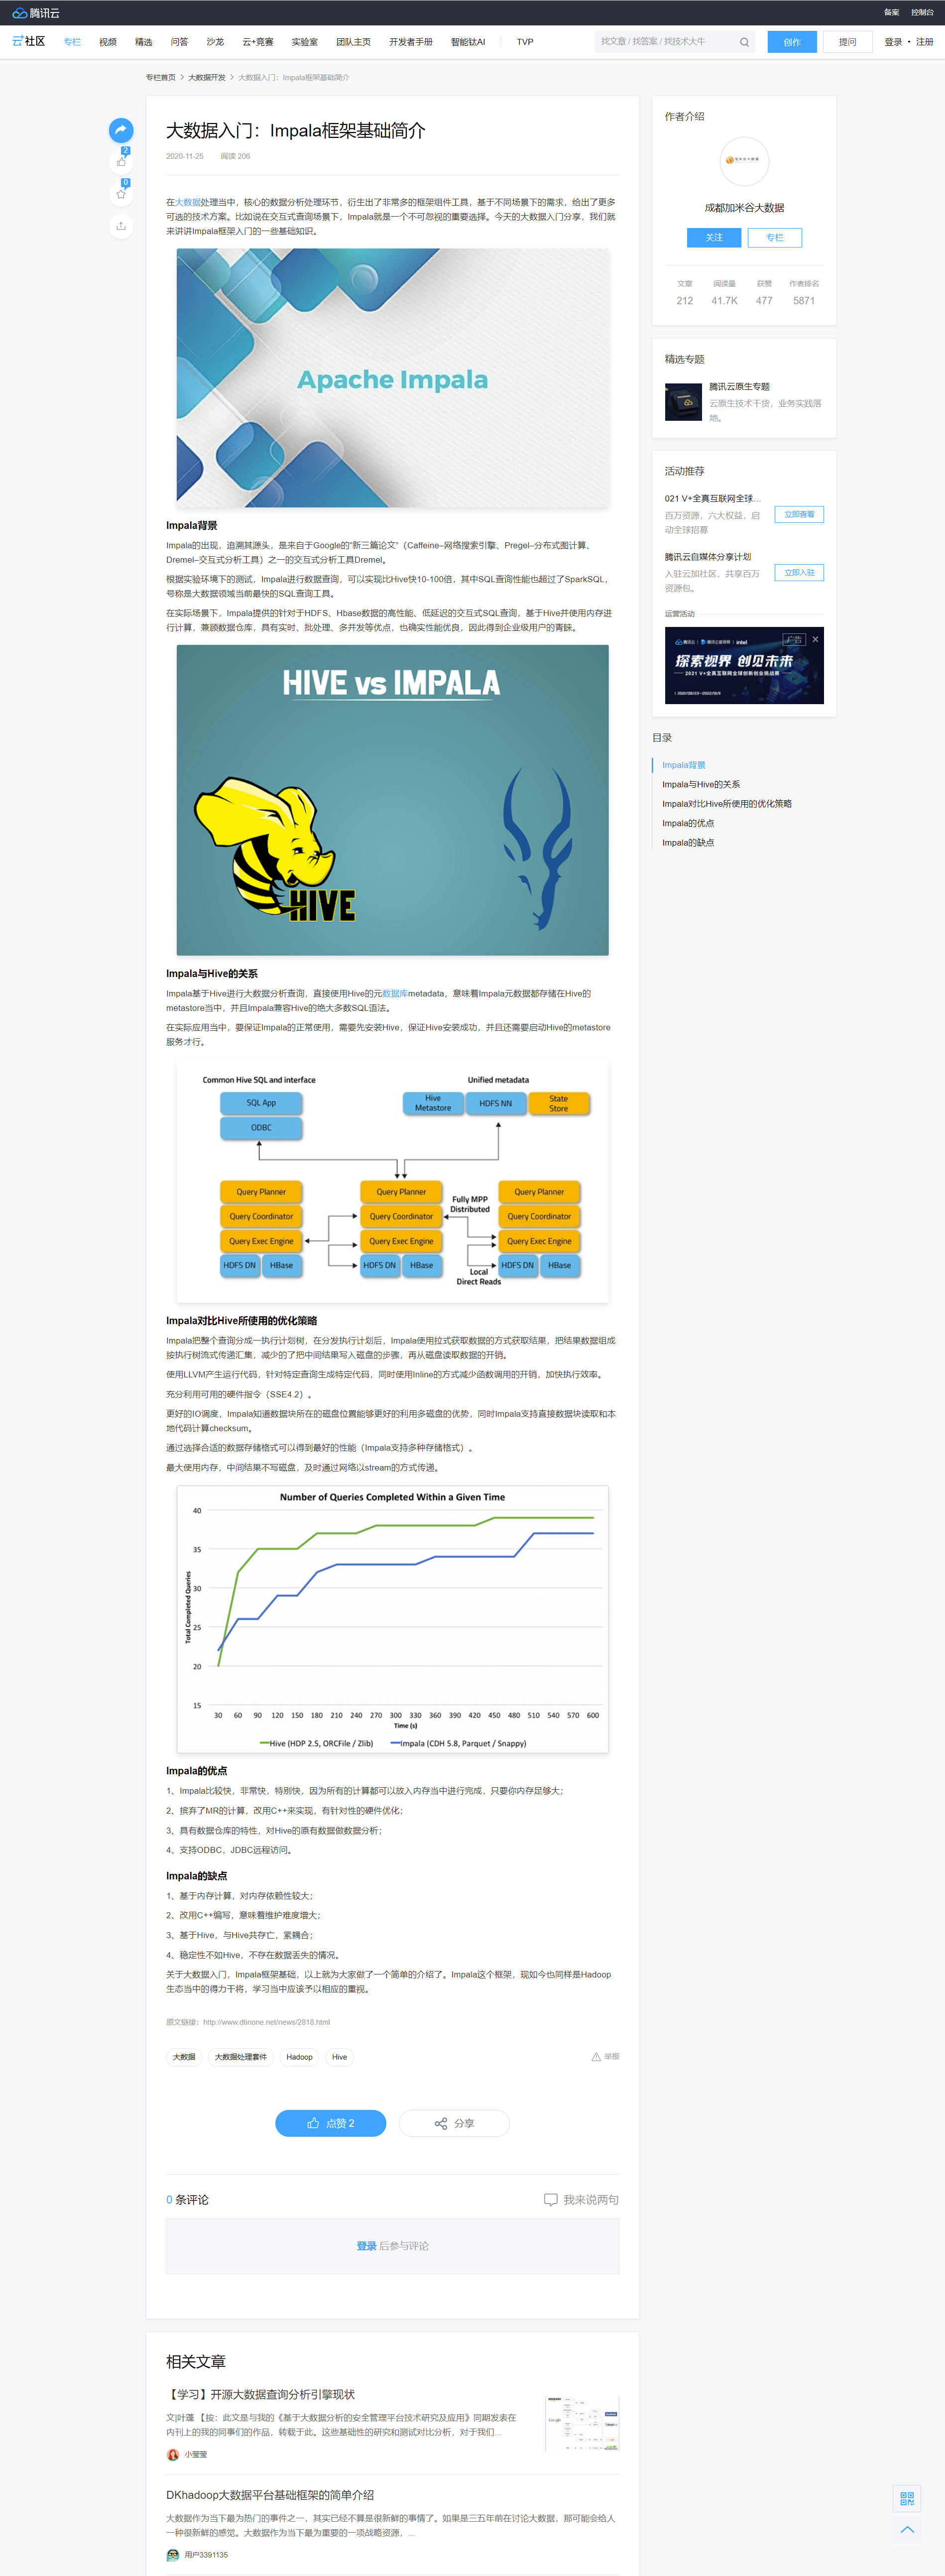 腾讯云
备案 控制台
云+社区 专栏 视频 精选 问答 沙龙 云+竞赛 实验室 团队主页 开发者手册 智能钛AI TVP 找文章 / 找答案 / 找技术大牛 创作 提问 登录 · 注册
专栏首页 > 大数据开发 > 大数据入门：Impala框架基础简介
2
0
大数据入门：Impala框架基础简介
2020-11-25 阅读 206
在大数据处理当中，核心的数据分析处理环节，衍生出了非常多的框架组件工具，基于不同场景下的需求，给出了更多
可选的技术方案。比如说在交互式查询场景下，Impala就是一个不可忽视的重要选择。今天的大数据入门分享，我们就
来讲讲Impala框架入门的一些基础知识。
Apache Impala
Impala背景
Impala的出现，追溯其源头，是来自于Google的“新三篇论文”（Caffeine–网络搜索引擎、Pregel–分布式图计算、
Dremel–交互式分析工具）之一的交互式分析工具Dremel。
根据实验环境下的测试，Impala进行数据查询，可以实现比Hive快10-100倍，其中SQL查询性能也超过了SparkSQL，
号称是大数据领域当前最快的SQL查询工具。
在实际场景下，Impala提供的针对于HDFS、Hbase数据的高性能、低延迟的交互式SQL查询，基于Hive并使用内存进
行计算，兼顾数据仓库，具有实时、批处理、多并发等优点，也确实性能优良，因此得到企业级用户的青睐。
HIVE vs IMPALA
HIVE
Impala与Hive的关系
Impala基于Hive进行大数据分析查询，直接使用Hive的元数据库metadata，意味着Impala元数据都存储在Hive的
metastore当中，并且Impala兼容Hive的绝大多数SQL语法。
在实际应用当中，要保证Impala的正常使用，需要先安装Hive，保证Hive安装成功，并且还需要启动Hive的metastore
服务才行。
Common Hive SQL and interface
Unified metadata
SQL App
ODBC
Hive Metastore
HDFS NN
State Store
Query Planner Query Planner Query Planner
Fully MPP Distributed
Query Coordinator Query Coordinator Query Coordinator
Query Exec Engine Query Exec Engine Query Exec Engine
HDFS DN HBase HDFS DN HBase HDFS DN HBase
Local Direct Reads
Impala对比Hive所使用的优化策略
Impala把整个查询分成一执行计划树，在分发执行计划后，Impala使用拉式获取数据的方式获取结果，把结果数据组成
按执行树流式传递汇集，减少的了把中间结果写入磁盘的步骤，再从磁盘读取数据的开销。
使用LLVM产生运行代码，针对特定查询生成特定代码，同时使用Inline的方式减少函数调用的开销，加快执行效率。
充分利用可用的硬件指令（SSE4.2）。
更好的IO调度，Impala知道数据块所在的磁盘位置能够更好的利用多磁盘的优势，同时Impala支持直接数据块读取和本
地代码计算checksum。
通过选择合适的数据存储格式可以得到最好的性能（Impala支持多种存储格式）。
最大使用内存，中间结果不写磁盘，及时通过网络以stream的方式传递。
Number of Queries Completed Within a Given Time
Total Completed Queries
40
35
30
25
20
15
30 60 90 120 150 180 210 240 270 300 330 360 390 420 450 480 510 540 570 600
Time (s)
Hive (HDP 2.5, ORCFile / Zlib) Impala (CDH 5.8, Parquet / Snappy)
Impala的优点
1、Impala比较快，非常快，特别快，因为所有的计算都可以放入内存当中进行完成，只要你内存足够大；
2、摈弃了MR的计算，改用C++来实现，有针对性的硬件优化；
3、具有数据仓库的特性，对Hive的原有数据做数据分析；
4、支持ODBC，JDBC远程访问。
Impala的缺点
1、基于内存计算，对内存依赖性较大；
2、改用C++编写，意味着维护难度增大；
3、基于Hive，与Hive共存亡，紧耦合；
4、稳定性不如Hive，不存在数据丢失的情况。
关于大数据入门，Impala框架基础，以上就为大家做了一个简单的介绍了。Impala这个框架，现如今也同样是Hadoop
生态当中的得力干将，学习当中应该予以相应的重视。
原文链接：http://www.dtinone.net/news/2818.html
大数据 大数据处理套件 Hadoop Hive 举报
点赞 2 分享
0 条评论 我来说两句
登录 后参与评论
相关文章
【学习】开源大数据查询分析引擎现状
文|叶蓬 【按：此文是与我的《基于大数据分析的安全管理平台技术研究及应用》同期发表在
内刊上的我的同事们的作品，转载于此。这些基础性的研究和测试对比分析，对于我们...
小莹莹
DKhadoop大数据平台基础框架的简单介绍
大数据作为当下最为热门的事件之一，其实已经不算是很新鲜的事情了。如果是三五年前在讨论大数据，那可能会给人
一种很新鲜的感觉。大数据作为当下最为重要的一项战略资源，...
用户3391135
作者介绍
成都加米谷大数据
关注 专栏
文章 阅读量 获赞 作者排名
212 41.7K 477 5871
精选专题
腾讯云原生专题
云原生技术干货，业务实践落
地。
活动推荐
021 V+全真互联网全球...
百万资源，六大权益，启
动全球招募
立即查看
腾讯云自媒体分享计划
入驻云加社区，共享百万
资源包。
立即入驻
运营活动
腾讯云 intel 广告
探索视界 创见未来
2021 V+全真互联网全球创新创业挑战赛
目录
Impala背景
Impala与Hive的关系
Impala对比Hive所使用的优化策略
Impala的优点
Impala的缺点